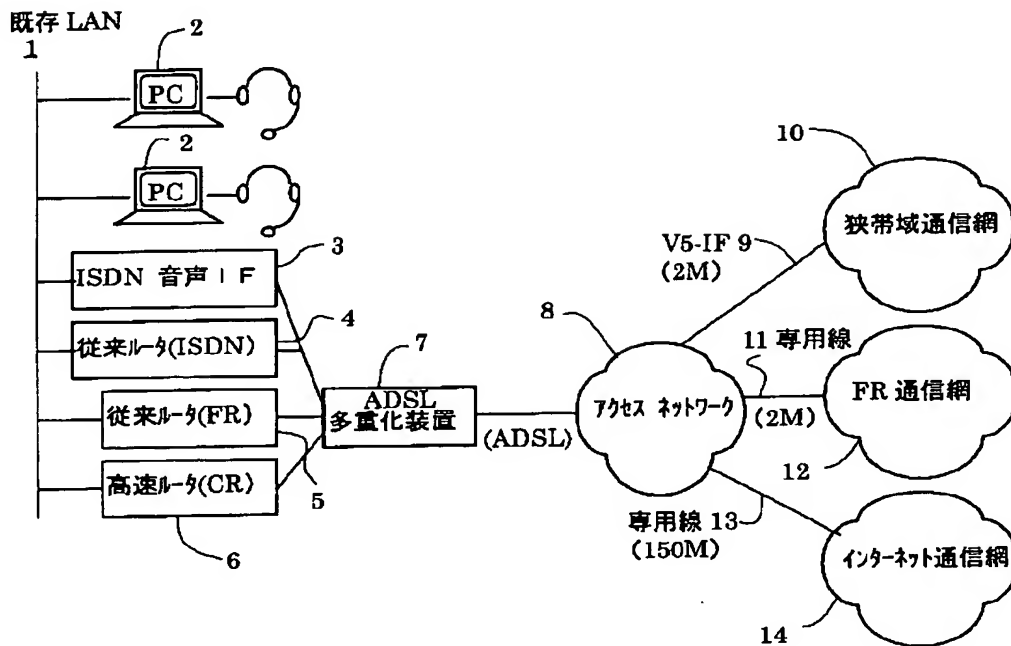 既存 LAN
1
2
PC
2
PC
3
ISDN 音声 I F
4
従来ルータ(ISDN)
従来ルータ(FR)
5
高速ルータ(CR)
6
7
ADSL
多重化装置
(ADSL)
8
アクセス ネットワーク
V5-IF 9
(2M)
10
狭帯域通信網
11 専用線
(2M)
FR 通信網
12
専用線 13
(150M)
インターネット通信網
14